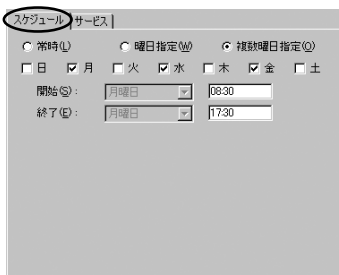 スケジュール サービス
常時(L) 曜日指定(W) 複数曜日指定(O)
日 月 火 水 木 金 土
開始(S): 月曜日 08:30
終了(E): 月曜日 17:30